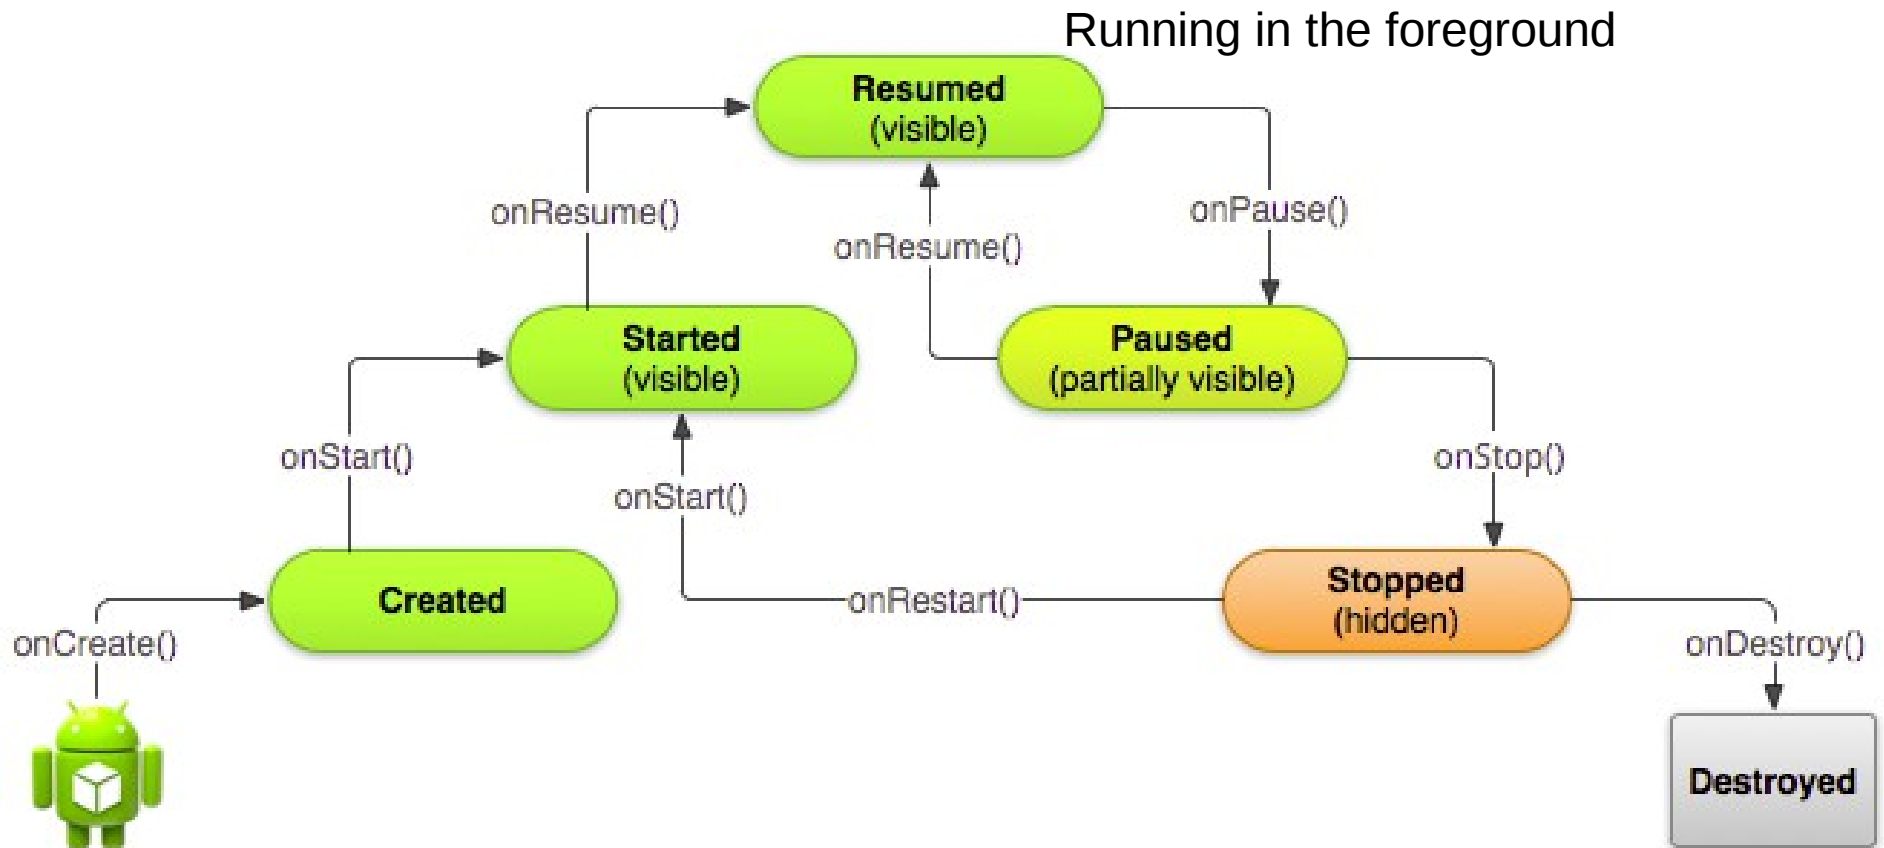 Running in the foreground
Resumed
(visible)
onResume()
onPause()
onResume()
Started
(visible)
Paused
(partially visible)
onStart()
onStop()
onStart()
Created
onRestart()
Stopped
(hidden)
onCreate()
onDestroy()
Destroyed